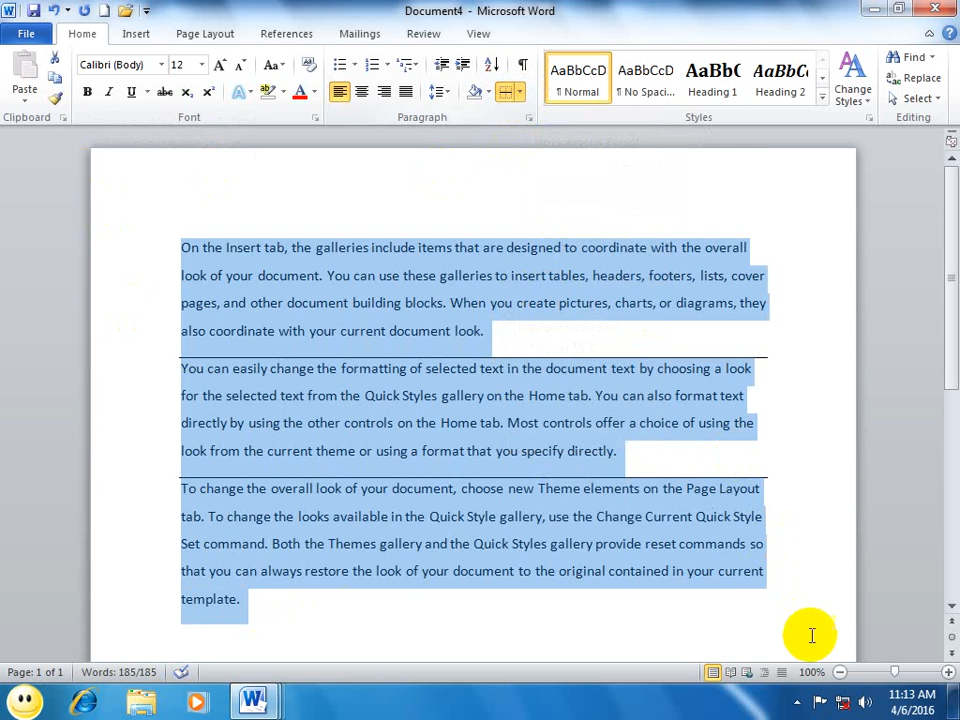 Document4 - Microsoft Word
File Home Insert Page Layout References Mailings Review View
Paste
Calibri (Body) 12 A A Aa
B I U abc x₂ x² A ab A
Clipboard Font Paragraph Styles Editing
AaBbCcD AaBbCcD AaBbC AaBbCc
¶ Normal ¶ No Spaci... Heading 1 Heading 2
Change Styles
Find
Replace
Select
On the Insert tab, the galleries include items that are designed to coordinate with the overall
look of your document. You can use these galleries to insert tables, headers, footers, lists, cover
pages, and other document building blocks. When you create pictures, charts, or diagrams, they
also coordinate with your current document look.
You can easily change the formatting of selected text in the document text by choosing a look
for the selected text from the Quick Styles gallery on the Home tab. You can also format text
directly by using the other controls on the Home tab. Most controls offer a choice of using the
look from the current theme or using a format that you specify directly.
To change the overall look of your document, choose new Theme elements on the Page Layout
tab. To change the looks available in the Quick Style gallery, use the Change Current Quick Style
Set command. Both the Themes gallery and the Quick Styles gallery provide reset commands so
that you can always restore the look of your document to the original contained in your current
template.
Page: 1 of 1 Words: 185/185 100%
11:13 AM
4/6/2016